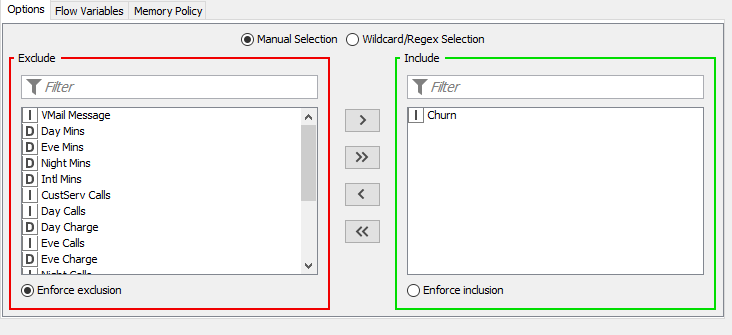 Options Flow Variables Memory Policy
Manual Selection Wildcard/Regex Selection
Exclude
Filter
I VMail Message
D Day Mins
D Eve Mins
D Night Mins
D Intl Mins
I CustServ Calls
I Day Calls
D Day Charge
I Eve Calls
D Eve Charge
I Night Calls
Enforce exclusion
>
>>
<
<<
Include
Filter
I Churn
Enforce inclusion